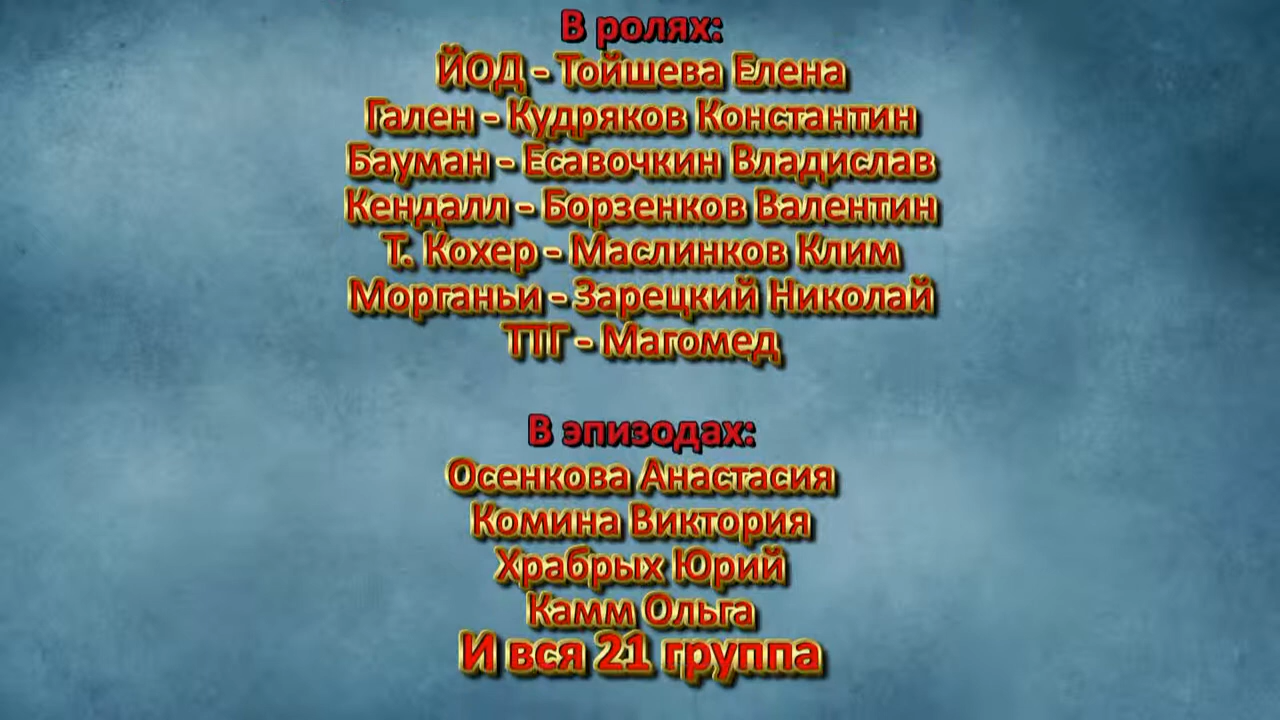 В ролях:
ЙОД - Тойшева Елена
Гален - Кудряков Константин
Бауман - Есавочкин Владислав
Кендалл - Борзенков Валентин
Т. Кохер - Маслинков Клим
Морганьи - Зарецкий Николай
ТТГ - Магомед
В эпизодах:
Осенкова Анастасия
Комина Виктория
Храбрых Юрий
Камм Ольга
И вся 21 группа